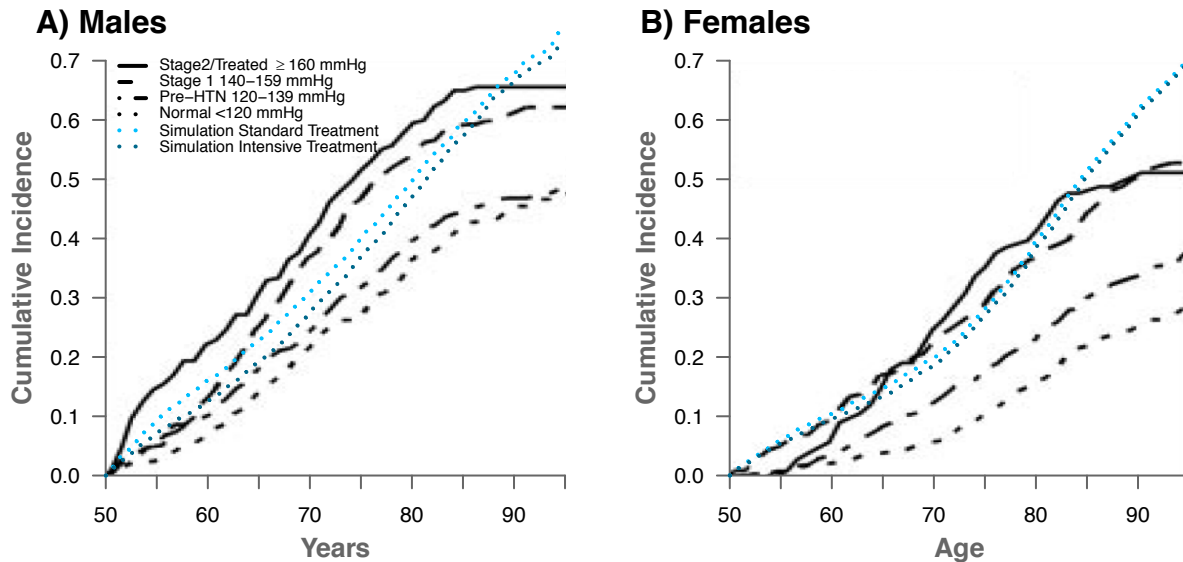 A) Males
0.7
0.6
0.5
0.4
0.3
0.2
0.1
0.0
Cumulative Incidence
Stage2/Treated ≥ 160 mmHg
Stage 1 140–159 mmHg
Pre–HTN 120–139 mmHg
Normal <120 mmHg
Simulation Standard Treatment
Simulation Intensive Treatment
50 60 70 80 90
Years
B) Females
0.7
0.6
0.5
0.4
0.3
0.2
0.1
0.0
Cumulative Incidence
50 60 70 80 90
Age